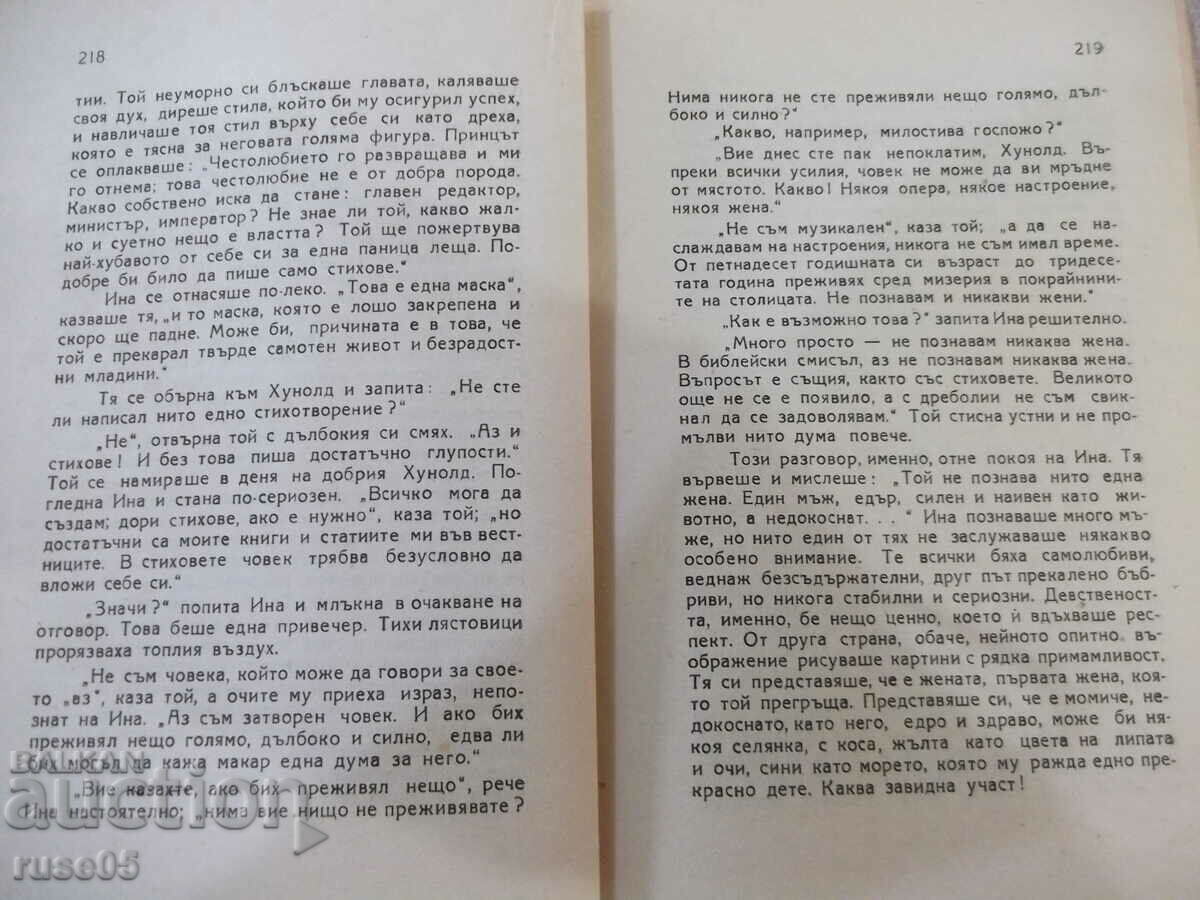 218
тии. Той неуморно си блъскаше главата, каляваше
своя дух, диреше стила, който би му осигурил успех,
и навличаше тоя стил върху себе си като дреха,
която е тясна за неговата голяма фигура. Принцът
се оплакваше: „Честолюбието го развращава и ми
го отнема; това честолюбие не е от добра порода.
Какво собствено иска да стане: главен редактор,
министър, император? Не знае ли той, какво жал-
ко и суетно нещо е властта? Той ще пожертвува
най-хубавото от себе си за една паница леща. По-
добре би било да пише само стихове.“
Ина се отнасяше по-леко. „Това е една маска“,
казваше тя, „и то маска, която е лошо закрепена и
скоро ще падне. Може би, причината е в това, че
той е прекарал твърде самотен живот и безрадост-
ни младини.“
Тя се обърна към Хунолд и запита: „Не сте
ли написал нито едно стихотворение?“
„Не“, отвърна той с дълбокия си смях. „Аз и
стихове! И без това пиша достатъчно глупости.“
Той се намираше в деня на добрия Хунолд. По-
гледна Ина и стана по-сериозен. „Всичко мога да
създам; дори стихове, ако е нужно“, каза той; „но
достатъчни са моите книги и статиите ми във вест-
ниците. В стиховете човек трябва безусловно да
вложи себе си.“
„Значи?“ попита Ина и млъкна в очакване на
отговор. Това беше една привечер. Тихи лястовици
прорязваха топлия въздух.
„Не съм човека, който може да говори за свое-
то „аз“, каза той, а очите му приеха израз, непо-
знат на Ина. „Аз съм затворен човек. И ако бих
преживял нещо голямо, дълбоко и силно, едва ли
бих могъл да кажа макар една дума за него.“
„Вие казахте, ако бих преживял нещо“, рече
Ина настоятелно; „нима вие нищо не преживявате?
219
Нима никога не сте преживяли нещо голямо, дъл-
боко и силно?“
„Какво, например, милостива госпожо?“
„Вие днес сте пак непоклатим, Хунолд. Въ-
преки всички усилия, човек не може да ви мръдне
от мястото. Какво! Някоя опера, някое настроение,
някоя жена.“
„Не съм музикален“, каза той; „а да се на-
слаждавам на настроения, никога не съм имал време.
От петнадесет годишната си възраст до тридесе-
тата година преживях сред мизерия в покрайнини-
те на столицата. Не познавам и никакви жени.“
„Как е възможно това?“ запита Ина решително.
„Много просто — не познавам никаква жена.
В библейски смисъл, аз не познавам никаква жена.
Въпросът е същия, както със стиховете. Великото
още не се е появило, а с дреболии не съм свик-
нал да се задоволявам.“ Той стисна устни и не про-
мълви нито дума повече.
Този разговор, именно, отне покоя на Ина. Тя
вървеше и мислеше: „Той не познава нито една
жена. Един мъж, едър, силен и наивен като жи-
вотно, а недокоснат. . . “ Ина познаваше много мъ-
же, но нито един от тях не заслужаваше някакво
особено внимание. Те всички бяха самолюбиви,
веднаж безсъдържателни, друг път прекалено бъб-
риви, но никога стабилни и сериозни. Девственост-
та, именно, бе нещо ценно, което ѝ вдъхваше рес-
пект. От друга страна, обаче, нейното опитно въ-
ображение рисуваше картини с рядка примамливост.
Тя си представяше, че е жената, първата жена, коя-
то той прегръща. Представяше си, че е момиче, не-
докоснато, като него, едро и здраво, може би ня-
коя селянка, с коса, жълта като цвета на липата
и очи, сини като морето, която му ражда едно пре-
красно дете. Каква завидна участ!
BALKAN
auction
ruse05